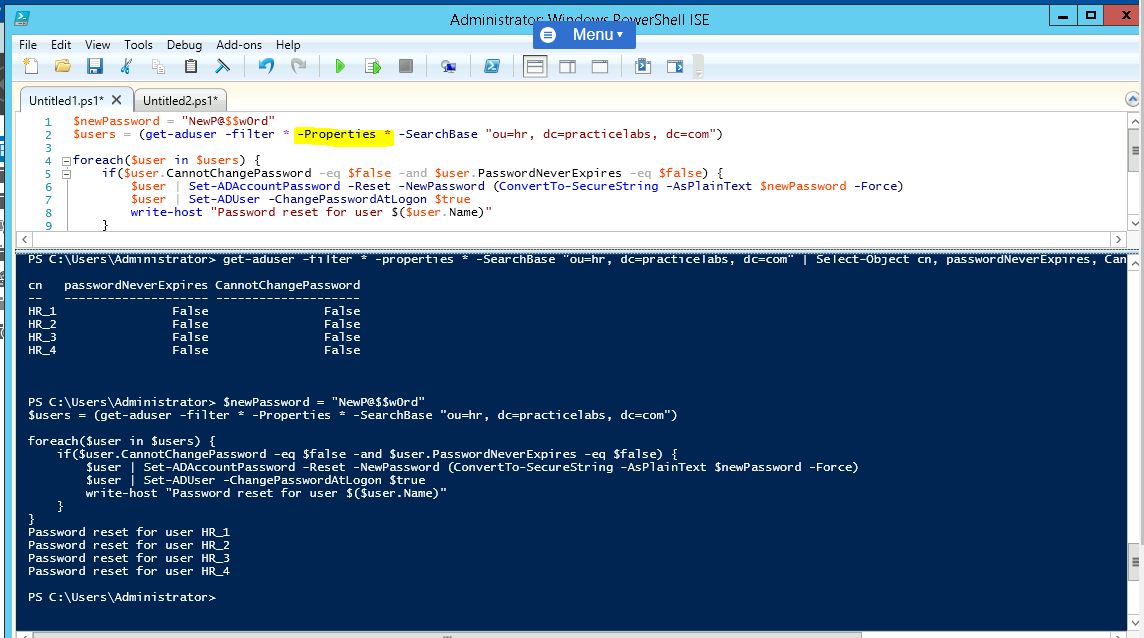 Administrator: Windows PowerShell ISE
Menu
File Edit View Tools Debug Add-ons Help
Untitled1.ps1* X Untitled2.ps1*
1 $newPassword = "NewP@$$w0rd"
2 $users = (get-aduser -filter * -Properties * -SearchBase "ou=hr, dc=practicelabs, dc=com")
3
4 foreach($user in $users) {
5 if($user.CannotChangePassword -eq $false -and $user.PasswordNeverExpires -eq $false) {
6 $user | Set-ADAccountPassword -Reset -NewPassword (ConvertTo-SecureString -AsPlainText $newPassword -Force)
7 $user | Set-ADUser -ChangePasswordAtLogon $true
8 write-host "Password reset for user $($user.Name)"
9 }
PS C:\Users\Administrator> get-aduser -filter * -properties * -SearchBase "ou=hr, dc=practicelabs, dc=com" | Select-Object cn, passwordNeverExpires, Can
cn passwordNeverExpires CannotChangePassword
-- -------------------- --------------------
HR_1 False False
HR_2 False False
HR_3 False False
HR_4 False False
PS C:\Users\Administrator> $newPassword = "NewP@$$w0rd"
$users = (get-aduser -filter * -Properties * -SearchBase "ou=hr, dc=practicelabs, dc=com")
foreach($user in $users) {
if($user.CannotChangePassword -eq $false -and $user.PasswordNeverExpires -eq $false) {
$user | Set-ADAccountPassword -Reset -NewPassword (ConvertTo-SecureString -AsPlainText $newPassword -Force)
$user | Set-ADUser -ChangePasswordAtLogon $true
write-host "Password reset for user $($user.Name)"
}
}
Password reset for user HR_1
Password reset for user HR_2
Password reset for user HR_3
Password reset for user HR_4
PS C:\Users\Administrator>